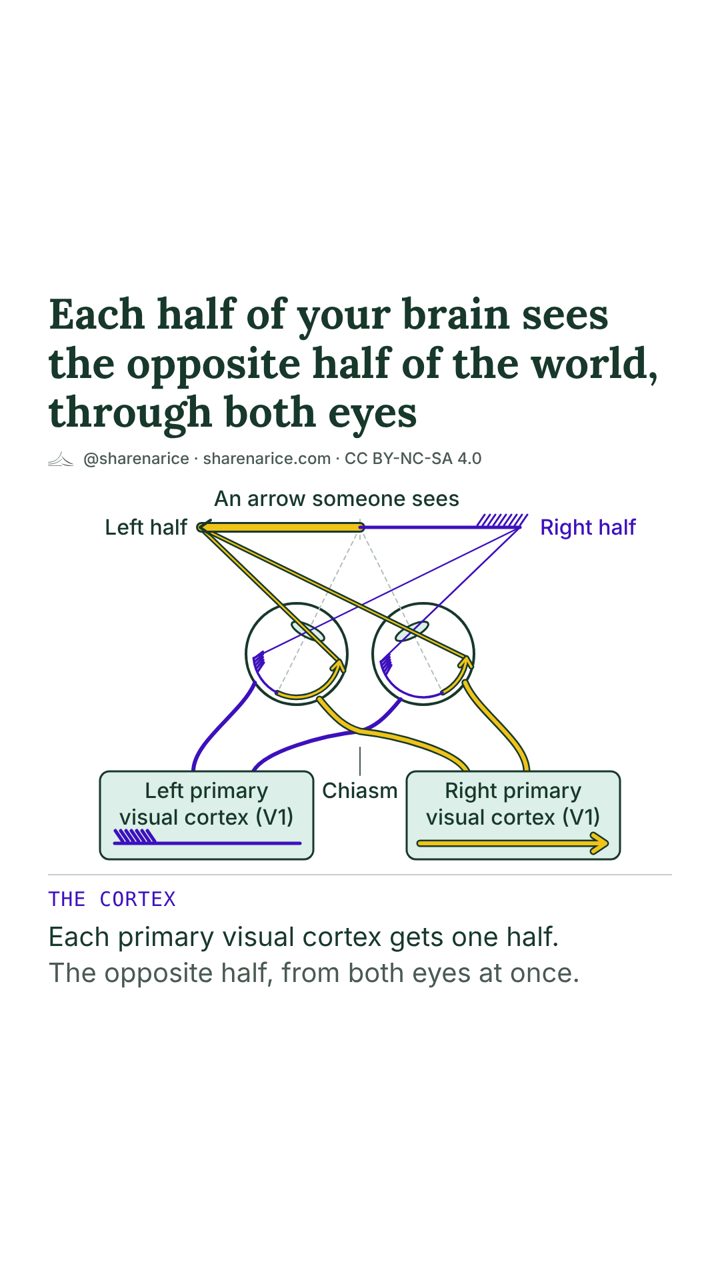 Each half of your brain sees
the opposite half of the world,
through both eyes
@sharenarice · sharenarice.com · CC BY-NC-SA 4.0
An arrow someone sees
Left half
Right half
Left primary
visual cortex (V1)
Chiasm
Right primary
visual cortex (V1)
THE CORTEX
Each primary visual cortex gets one half.
The opposite half, from both eyes at once.